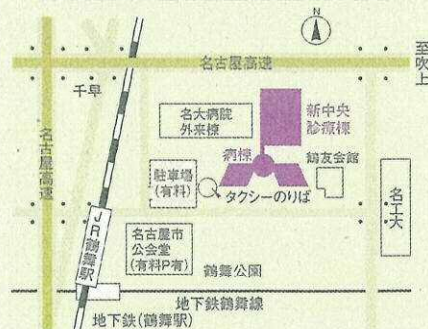 N
名古屋高速
至吹上
千早
名大病院
外来棟
新中央
診療棟
名古屋高速
病棟
鶴友会館
駐車場
(有料)
タクシーのりば
名工大
JR鶴舞駅
名古屋市
公会堂
(有料P有)
鶴舞公園
地下鉄鶴舞線
地下鉄(鶴舞駅)